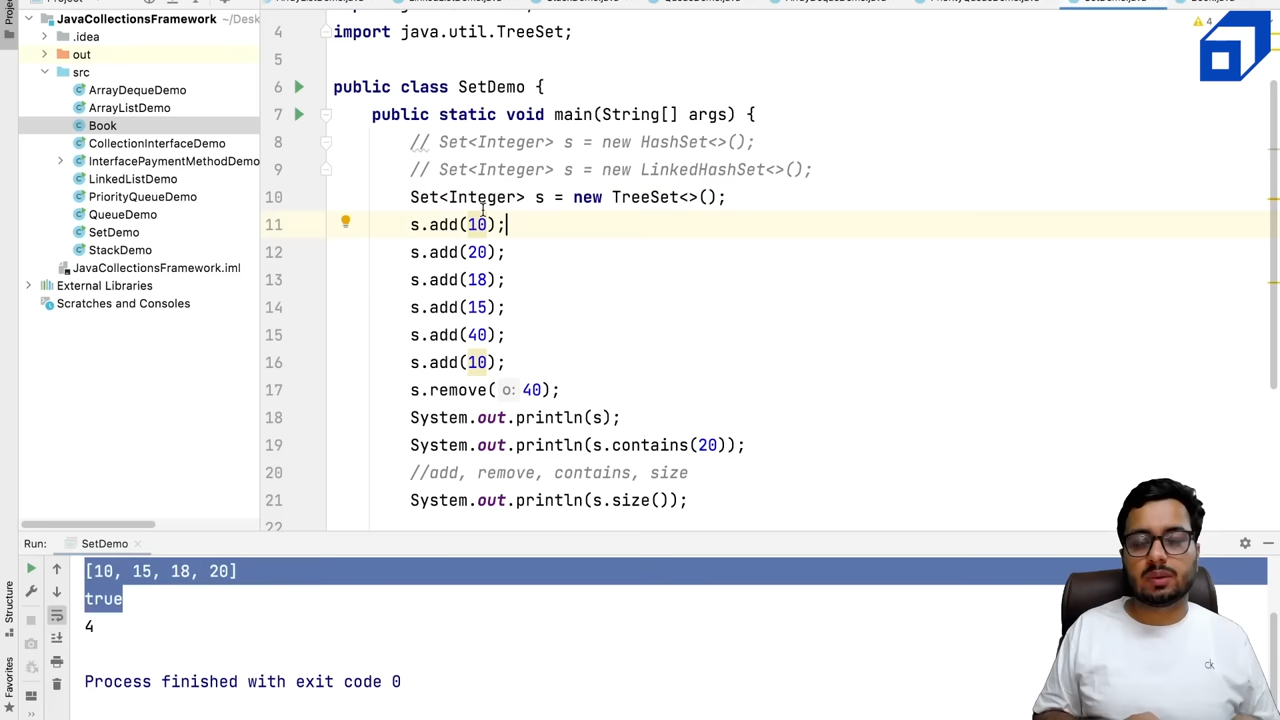 JavaCollectionsFramework ~/Desk
.idea
out
src
ArrayDequeDemo
ArrayListDemo
Book
CollectionInterfaceDemo
InterfacePaymentMethodDemo
LinkedListDemo
PriorityQueueDemo
QueueDemo
SetDemo
StackDemo
JavaCollectionsFramework.iml
External Libraries
Scratches and Consoles
4
4 import java.util.TreeSet;
5
6 public class SetDemo {
7 public static void main(String[] args) {
8 // Set<Integer> s = new HashSet<>();
9 // Set<Integer> s = new LinkedHashSet<>();
10 Set<Integer> s = new TreeSet<>();
11 s.add(10);
12 s.add(20);
13 s.add(18);
14 s.add(15);
15 s.add(40);
16 s.add(10);
17 s.remove( o: 40);
18 System.out.println(s);
19 System.out.println(s.contains(20));
20 //add, remove, contains, size
21 System.out.println(s.size());
22
Run: SetDemo
[10, 15, 18, 20]
true
4
Process finished with exit code 0
Structure
Favorites
ck